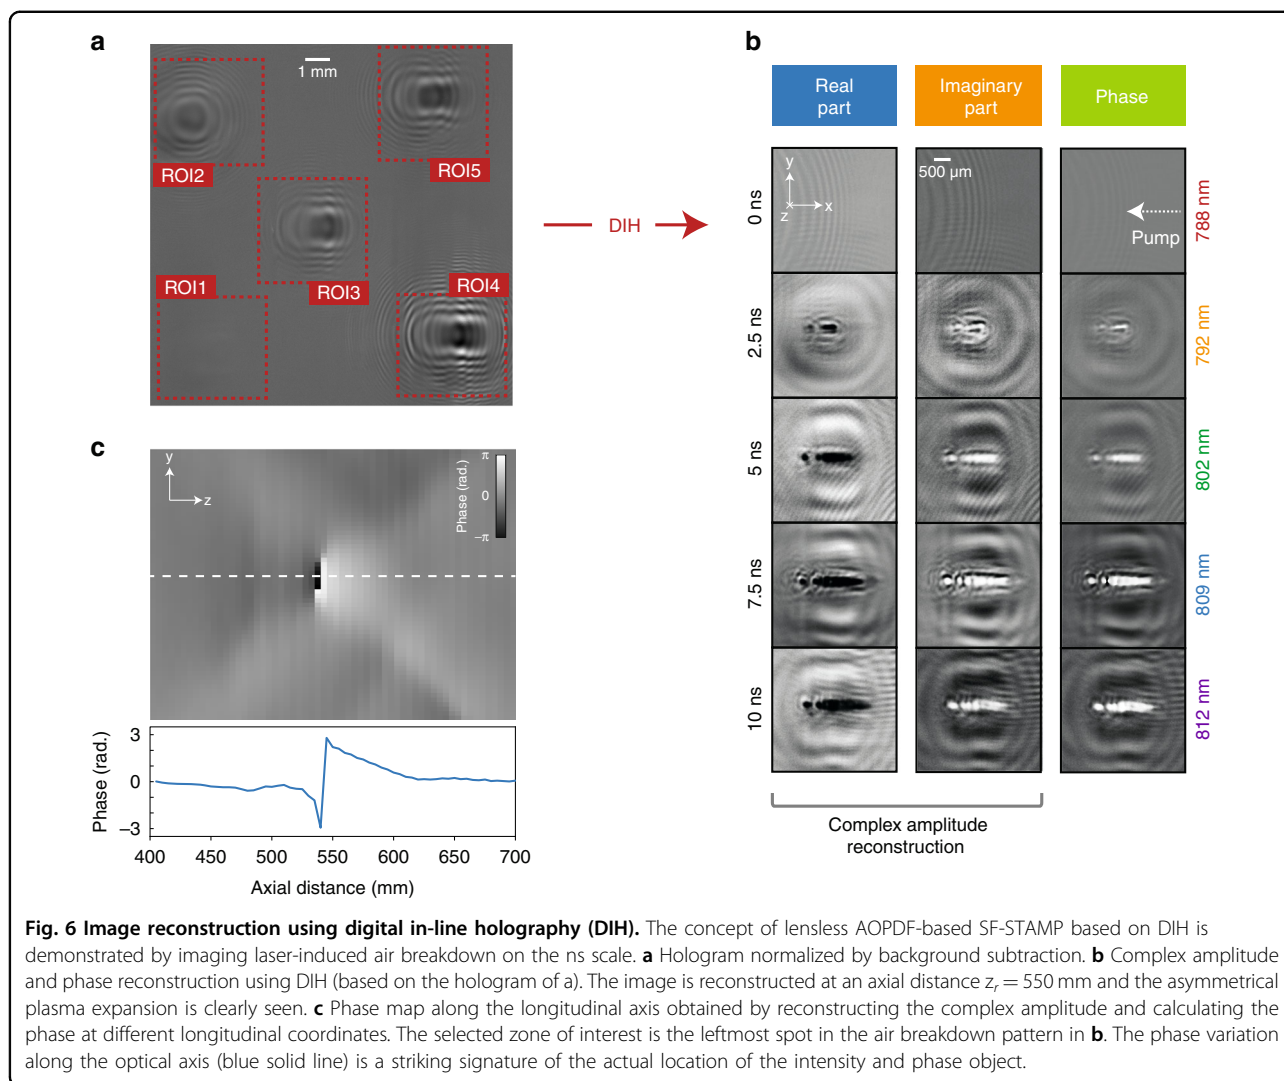 a
1 mm
ROI2
ROI5
ROI3
ROI1
ROI4
DIH
b
Real
part
Imaginary
part
Phase
0 ns
y
z
x
500 μm
Pump
788 nm
2.5 ns
792 nm
5 ns
802 nm
7.5 ns
809 nm
10 ns
812 nm
Complex amplitude
reconstruction
c
y
z
Phase (rad.)
π
0
–π
Phase (rad.)
3
0
–3
400 450 500 550 600 650 700
Axial distance (mm)
Fig. 6 Image reconstruction using digital in-line holography (DIH). The concept of lensless AOPDF-based SF-STAMP based on DIH is
demonstrated by imaging laser-induced air breakdown on the ns scale. a Hologram normalized by background subtraction. b Complex amplitude
and phase reconstruction using DIH (based on the hologram of a). The image is reconstructed at an axial distance zr = 550 mm and the asymmetrical
plasma expansion is clearly seen. c Phase map along the longitudinal axis obtained by reconstructing the complex amplitude and calculating the
phase at different longitudinal coordinates. The selected zone of interest is the leftmost spot in the air breakdown pattern in b. The phase variation
along the optical axis (blue solid line) is a striking signature of the actual location of the intensity and phase object.